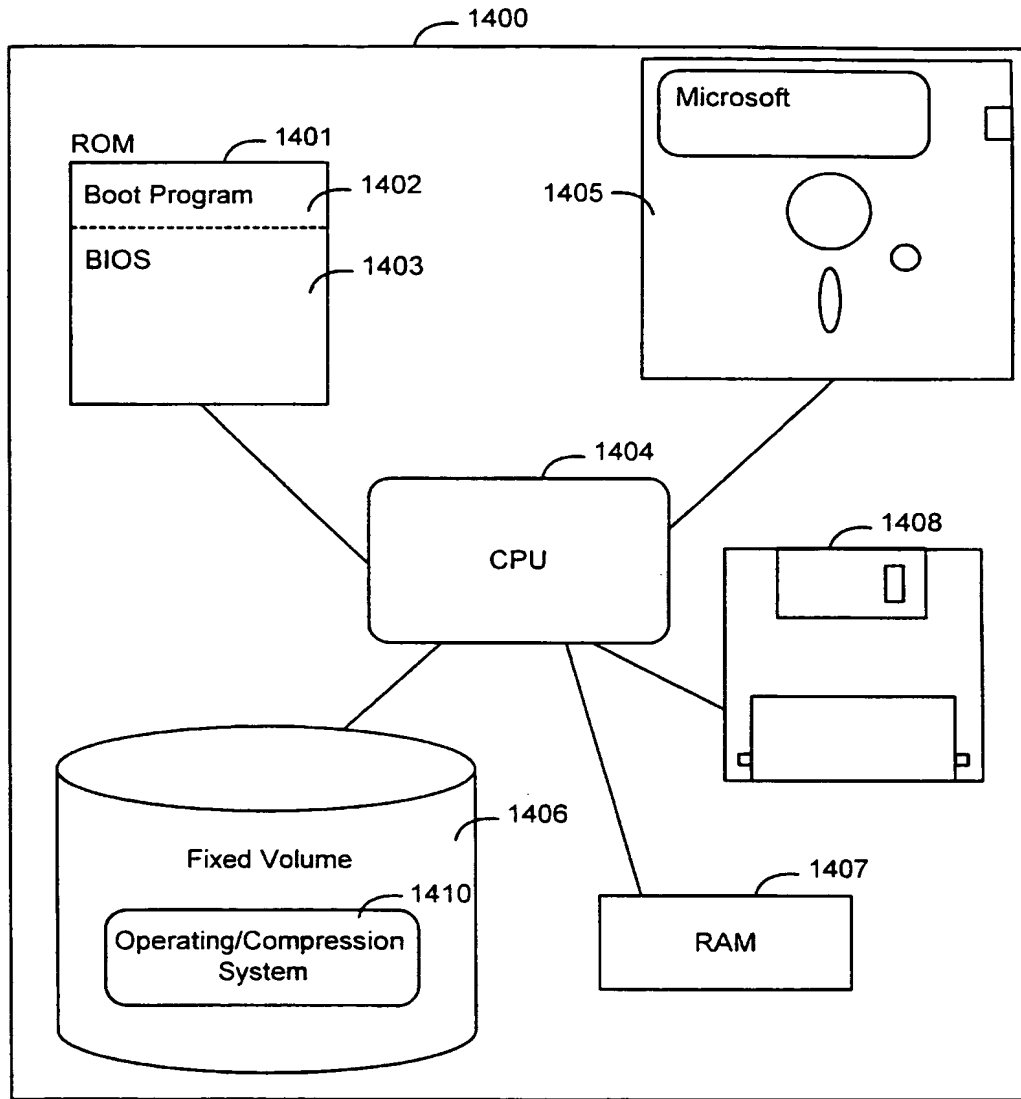 1400
Microsoft
ROM
1401
Boot Program
1402
1405
BIOS
1403
1404
CPU
1408
1406
Fixed Volume
1410
1407
Operating/Compression
System
RAM